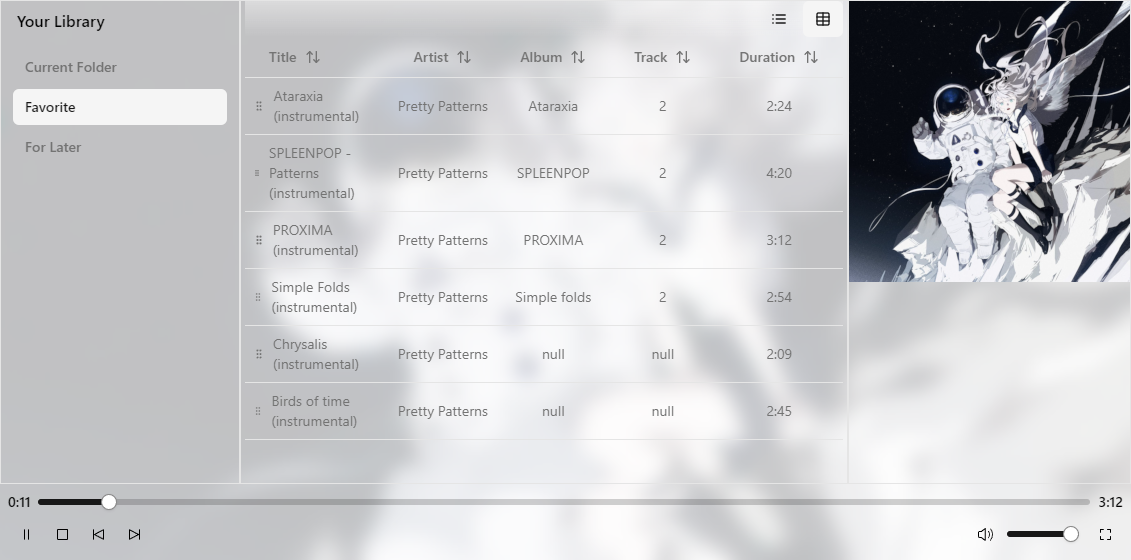 Your Library
Current Folder
Favorite
For Later
Title Artist Album Track Duration
Ataraxia
(instrumental)
Pretty Patterns Ataraxia 2 2:24
SPLEENPOP -
Patterns
(instrumental)
Pretty Patterns SPLEENPOP 2 4:20
PROXIMA
(instrumental)
Pretty Patterns PROXIMA 2 3:12
Simple Folds
(instrumental)
Pretty Patterns Simple folds 2 2:54
Chrysalis
(instrumental)
Pretty Patterns null null 2:09
Birds of time
(instrumental)
Pretty Patterns null null 2:45
0:11 3:12